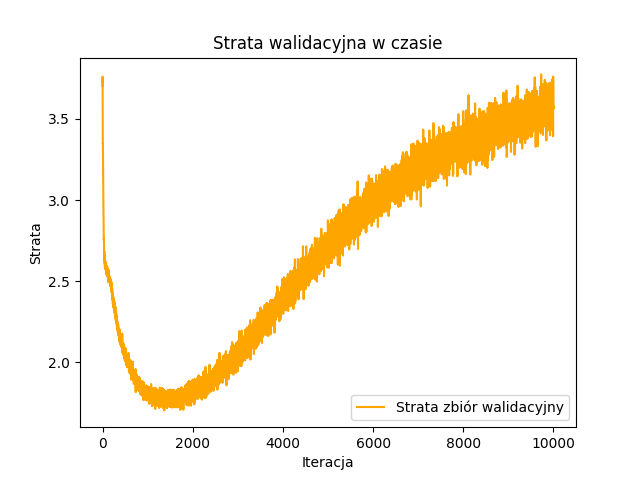 Strata walidacyjna w czasie
Strata
3.5
3.0
2.5
2.0
Strata zbiór walidacyjny
0
2000
4000
6000
8000
10000
Iteracja